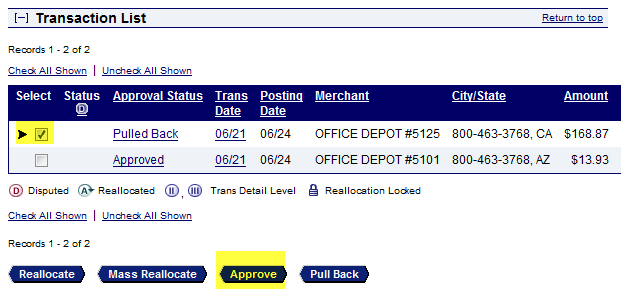 [–] Transaction List Return to top
Records 1 - 2 of 2
Check All Shown | Uncheck All Shown
Select Status D Approval Status Trans Date Posting Date Merchant City/State Amount
Pulled Back 06/21 06/24 OFFICE DEPOT #5125 800-463-3768, CA $168.87
Approved 06/21 06/24 OFFICE DEPOT #5101 800-463-3768, AZ $13.93
D Disputed A Reallocated II , III Trans Detail Level Reallocation Locked
Check All Shown | Uncheck All Shown
Records 1 - 2 of 2
Reallocate Mass Reallocate Approve Pull Back